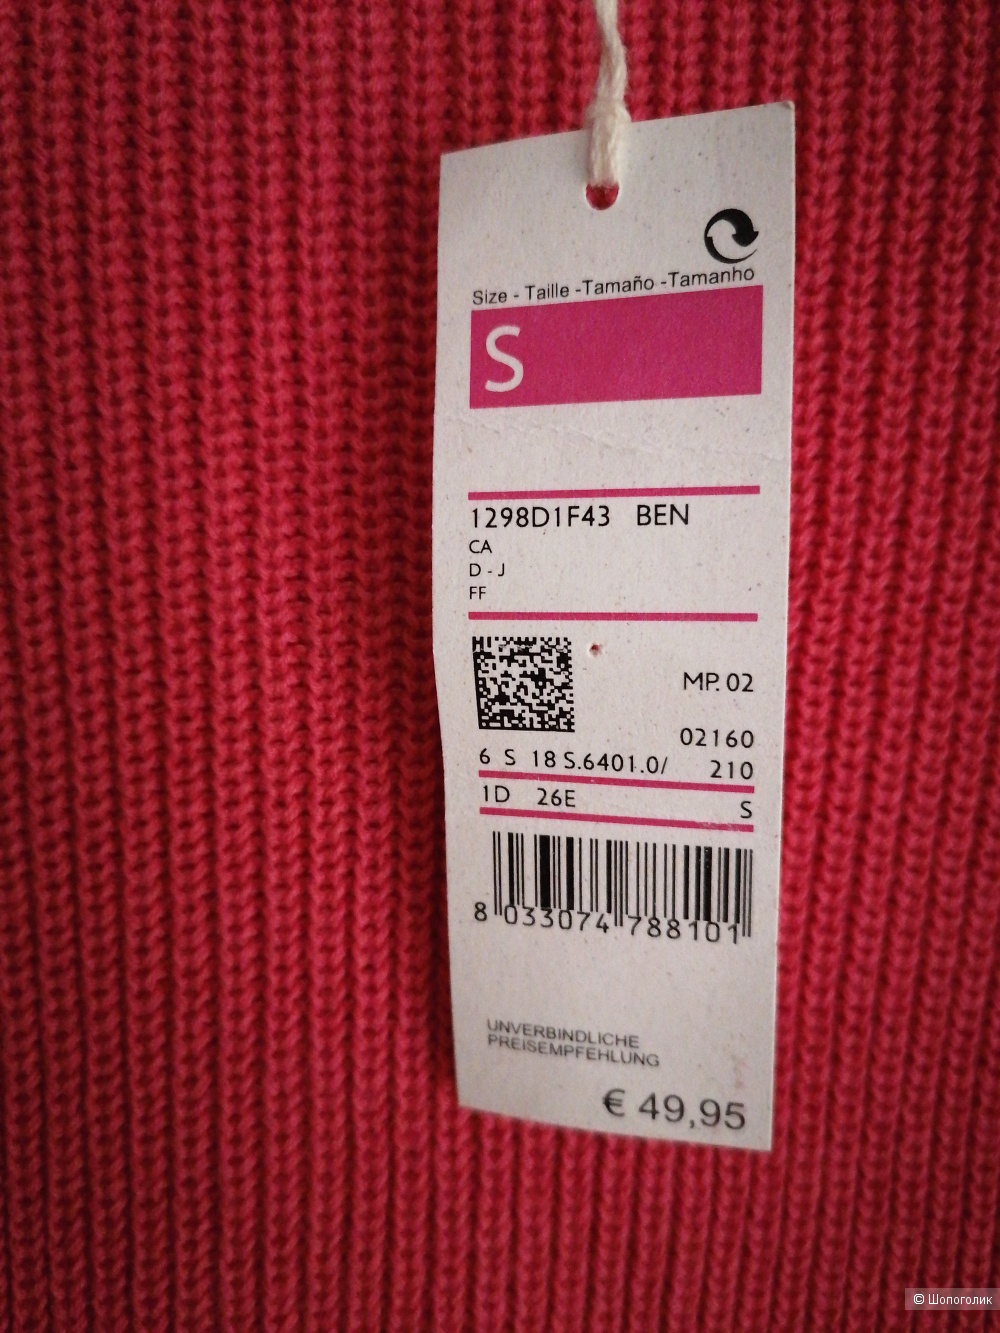 Size - Taille -Tamaño -Tamanho
S
1298D1F43 BEN
CA
D - J
FF
MP. 02
02160
6 S 18 S.6401.0/ 210
1D 26E S
8 033074 788101
UNVERBINDLICHE
PREISEMPFEHLUNG
€ 49,95
© Шопоголик